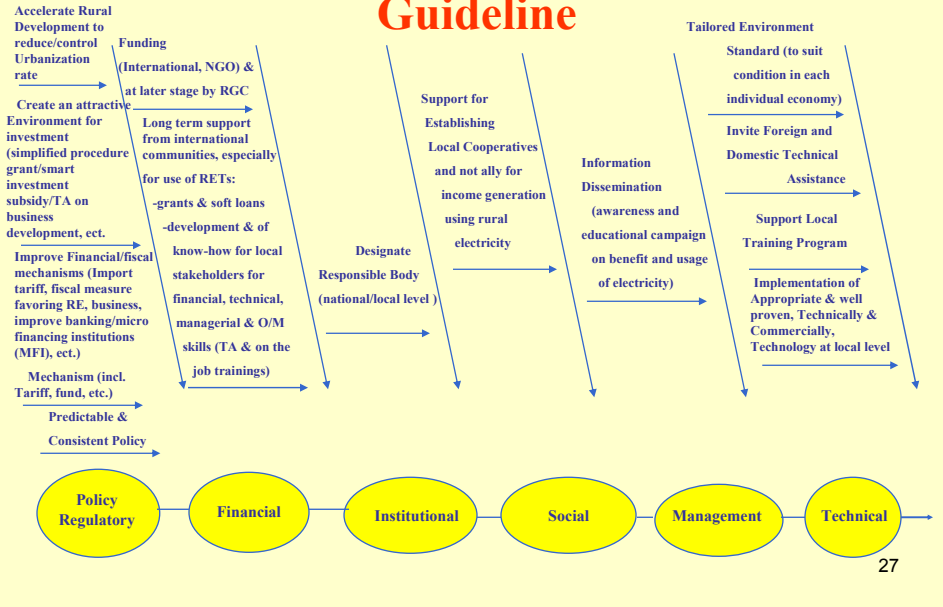 Guideline
Accelerate Rural
Development to
reduce/control
Urbanization
rate
Create an attractive
Environment for
investment
(simplified procedure
grant/smart
investment
subsidy/TA on
business
development, ect.
Improve Financial/fiscal
mechanisms (Import
tariff, fiscal measure
favoring RE, business,
improve banking/micro
financing institutions
(MFI), ect.)
Mechanism (incl.
Tariff, fund, etc.)
Predictable &
Consistent Policy
Funding
(International, NGO) &
at later stage by RGC
Long term support
from international
communities, especially
for use of RETs:
-grants & soft loans
-development & of
know-how for local
stakeholders for
financial, technical,
managerial & O/M
skills (TA & on the
job trainings)
Designate
Responsible Body
(national/local level )
Support for
Establishing
Local Cooperatives
and not ally for
income generation
using rural
electricity
Information
Dissemination
(awareness and
educational campaign
on benefit and usage
of electricity)
Tailored Environment
Standard (to suit
condition in each
individual economy)
Invite Foreign and
Domestic Technical
Assistance
Support Local
Training Program
Implementation of
Appropriate & well
proven, Technically &
Commercially,
Technology at local level
Policy
Regulatory
Financial
Institutional
Social
Management
Technical
27